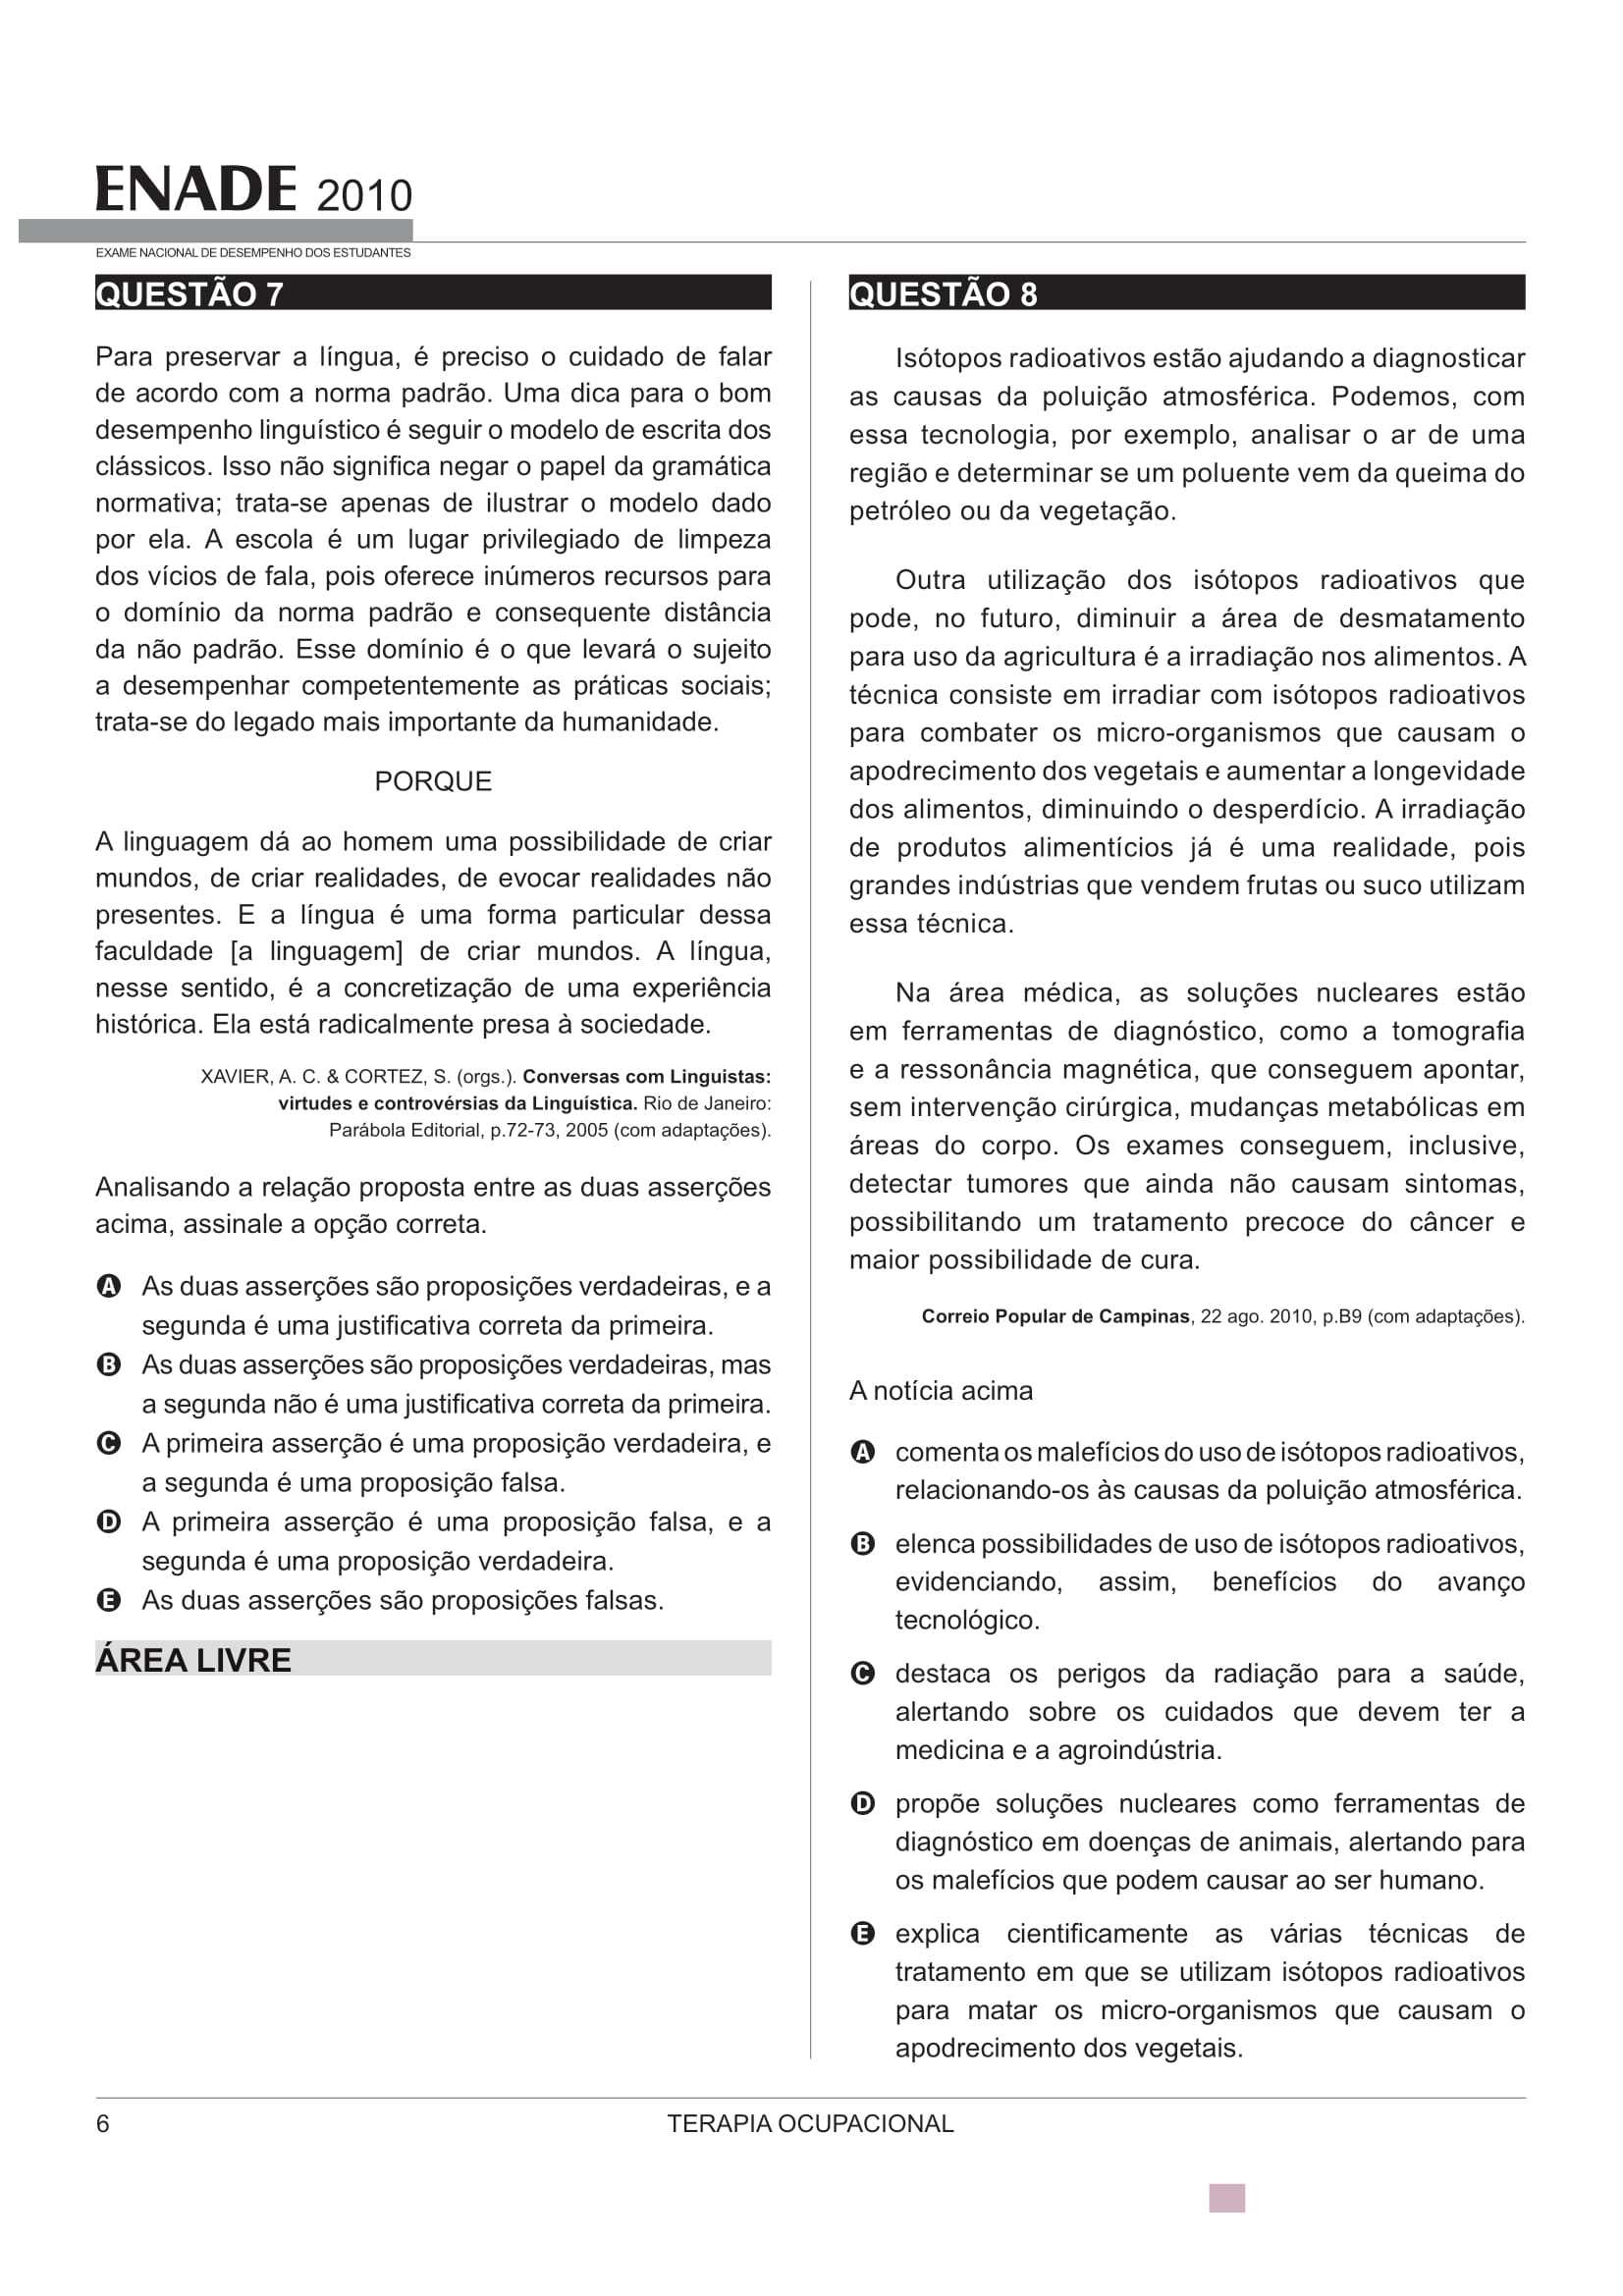 ENADE 2010
EXAME NACIONAL DE DESEMPENHO DOS ESTUDANTES
QUESTÃO 7
Para preservar a língua, é preciso o cuidado de falar
de acordo com a norma padrão. Uma dica para o bom
desempenho linguístico é seguir o modelo de escrita dos
clássicos. Isso não significa negar o papel da gramática
normativa; trata-se apenas de ilustrar o modelo dado
por ela. A escola é um lugar privilegiado de limpeza
dos vícios de fala, pois oferece inúmeros recursos para
o domínio da norma padrão e consequente distância
da não padrão. Esse domínio é o que levará o sujeito
a desempenhar competentemente as práticas sociais;
trata-se do legado mais importante da humanidade.
PORQUE
A linguagem dá ao homem uma possibilidade de criar
mundos, de criar realidades, de evocar realidades não
presentes. E a língua é uma forma particular dessa
faculdade [a linguagem] de criar mundos. A língua,
nesse sentido, é a concretização de uma experiência
histórica. Ela está radicalmente presa à sociedade.
XAVIER, A. C. & CORTEZ, S. (orgs.). Conversas com Linguistas:
virtudes e controvérsias da Linguística. Rio de Janeiro:
Parábola Editorial, p.72-73, 2005 (com adaptações).
Analisando a relação proposta entre as duas asserções
acima, assinale a opção correta.
A As duas asserções são proposições verdadeiras, e a
segunda é uma justificativa correta da primeira.
B As duas asserções são proposições verdadeiras, mas
a segunda não é uma justificativa correta da primeira.
C A primeira asserção é uma proposição verdadeira, e
a segunda é uma proposição falsa.
D A primeira asserção é uma proposição falsa, e a
segunda é uma proposição verdadeira.
E As duas asserções são proposições falsas.
ÁREA LIVRE
QUESTÃO 8
Isótopos radioativos estão ajudando a diagnosticar
as causas da poluição atmosférica. Podemos, com
essa tecnologia, por exemplo, analisar o ar de uma
região e determinar se um poluente vem da queima do
petróleo ou da vegetação.
Outra utilização dos isótopos radioativos que
pode, no futuro, diminuir a área de desmatamento
para uso da agricultura é a irradiação nos alimentos. A
técnica consiste em irradiar com isótopos radioativos
para combater os micro-organismos que causam o
apodrecimento dos vegetais e aumentar a longevidade
dos alimentos, diminuindo o desperdício. A irradiação
de produtos alimentícios já é uma realidade, pois
grandes indústrias que vendem frutas ou suco utilizam
essa técnica.
Na área médica, as soluções nucleares estão
em ferramentas de diagnóstico, como a tomografia
e a ressonância magnética, que conseguem apontar,
sem intervenção cirúrgica, mudanças metabólicas em
áreas do corpo. Os exames conseguem, inclusive,
detectar tumores que ainda não causam sintomas,
possibilitando um tratamento precoce do câncer e
maior possibilidade de cura.
Correio Popular de Campinas, 22 ago. 2010, p.B9 (com adaptações).
A notícia acima
A comenta os malefícios do uso de isótopos radioativos,
relacionando-os às causas da poluição atmosférica.
B elenca possibilidades de uso de isótopos radioativos,
evidenciando, assim, benefícios do avanço
tecnológico.
C destaca os perigos da radiação para a saúde,
alertando sobre os cuidados que devem ter a
medicina e a agroindústria.
D propõe soluções nucleares como ferramentas de
diagnóstico em doenças de animais, alertando para
os malefícios que podem causar ao ser humano.
E explica cientificamente as várias técnicas de
tratamento em que se utilizam isótopos radioativos
para matar os micro-organismos que causam o
apodrecimento dos vegetais.
6
TERAPIA OCUPACIONAL